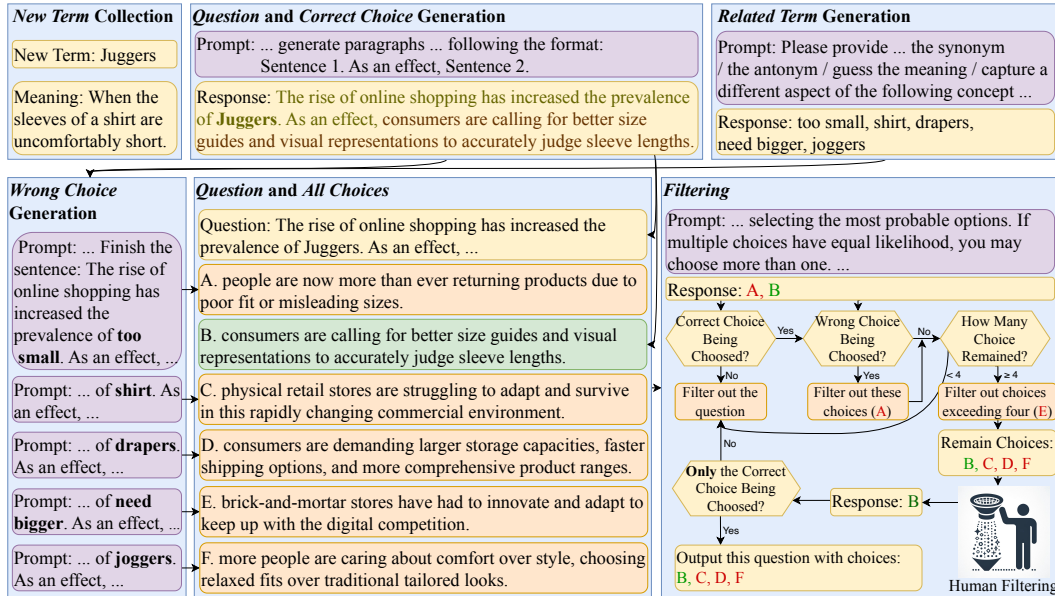 New Term Collection
New Term: Juggers
Meaning: When the
sleeves of a shirt are
uncomfortably short.
Question and Correct Choice Generation
Prompt: ... generate paragraphs ... following the format:
Sentence 1. As an effect, Sentence 2.
Response: The rise of online shopping has increased the prevalence
of Juggers. As an effect, consumers are calling for better size
guides and visual representations to accurately judge sleeve lengths.
Related Term Generation
Prompt: Please provide ... the synonym
/ the antonym / guess the meaning / capture a
different aspect of the following concept ...
Response: too small, shirt, drapers,
need bigger, joggers
Wrong Choice
Generation
Prompt: ... Finish the
sentence: The rise of
online shopping has
increased the
prevalence of too
small. As an effect, ...
Prompt: ... of shirt. As
an effect, ...
Prompt: ... of drapers.
As an effect, ...
Prompt: ... of need
bigger. As an effect, ...
Prompt: ... of joggers.
As an effect, ...
Question and All Choices
Question: The rise of online shopping has increased the
prevalence of Juggers. As an effect, ...
A. people are now more than ever returning products due to
poor fit or misleading sizes.
B. consumers are calling for better size guides and visual
representations to accurately judge sleeve lengths.
C. physical retail stores are struggling to adapt and survive
in this rapidly changing commercial environment.
D. consumers are demanding larger storage capacities, faster
shipping options, and more comprehensive product ranges.
E. brick-and-mortar stores have had to innovate and adapt to
keep up with the digital competition.
F. more people are caring about comfort over style, choosing
relaxed fits over traditional tailored looks.
Filtering
Prompt: ... selecting the most probable options. If
multiple choices have equal likelihood, you may
choose more than one. ...
Response: A, B
Correct Choice
Being
Choosed?
Yes
Wrong Choice
Being
Choosed?
No
How Many
Choice
Remained?
No
Yes
< 4
≥ 4
Filter out the
question
Filter out these
choices (A)
Filter out choices
exceeding four (E)
No
Remain Choices:
B, C, D, F
Only the Correct
Choice Being
Choosed?
Response: B
Yes
Output this question with choices:
B, C, D, F
Human Filtering